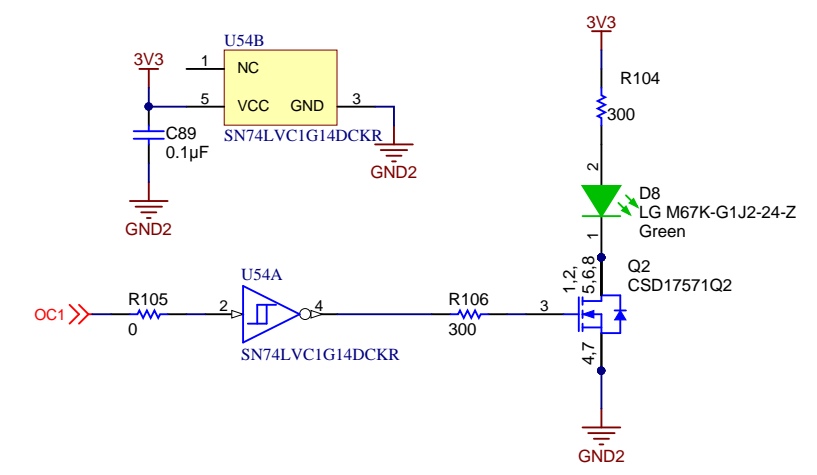 U54B
3V3
1
NC
5
VCC
GND
3
SN74LVC1G14DCKR
C89
0.1µF
GND2
GND2
3V3
R104
300
2
D8
LG M67K-G1J2-24-Z
Green
1
Q2
CSD17571Q2
1,2,
5,6,8
3
4,7
GND2
OC1
R105
0
U54A
2
4
SN74LVC1G14DCKR
R106
300